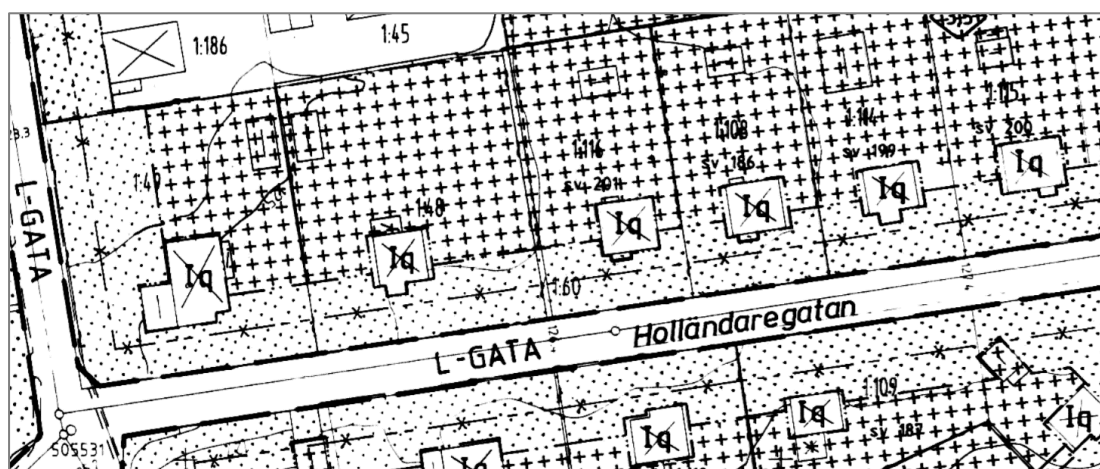 1:186
1:45
1:115
1:114
1:108
1:116
sv. 200
sv. 199
sv. 186
sv. 201
1:49
1:48
Iq
Iq
Iq
Iq
Iq
Iq
L-GATA
1:60
L-GATA
Holländaregatan
1:109
sv. 187
Iq
Iq
Iq
Iq
505531